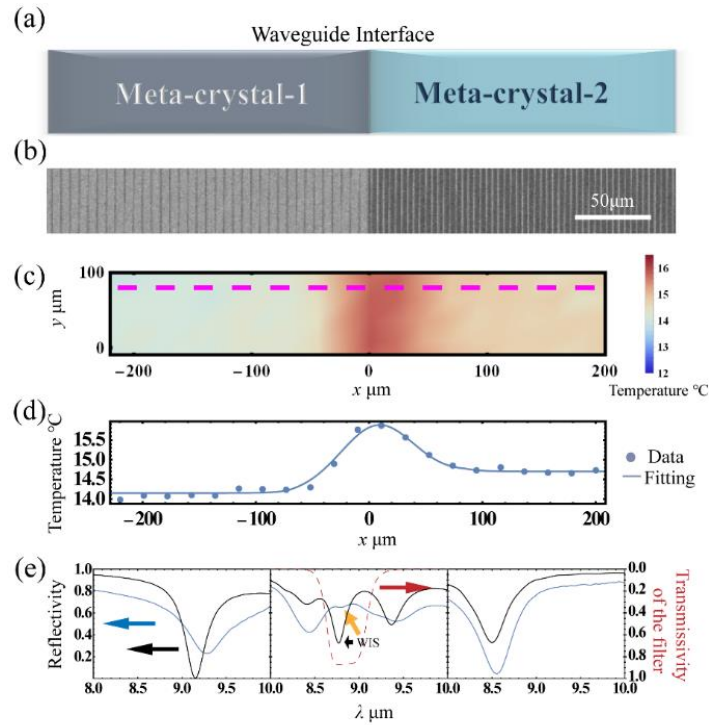 (a)
Waveguide Interface
Meta-crystal-1 Meta-crystal-2
(b)
50μm
(c)
100
0
y μm
−200 −100 0 100 200
x μm
16
15
14
13
12
Temperature °C
(d)
Temperature °C
15.5
15.0
14.5
14.0
−200 −100 0 100 200
x μm
Data
Fitting
(e)
Reflectivity
1.0
0.8
0.6
0.4
0.2
8.0 8.5 9.0 9.5 10.0 8.5 9.0 9.5 10.0 8.5 9.0 9.5 10.0
λ μm
WIS
0.0
0.2
0.4
0.6
0.8
1.0
Transmissivity
of the filter